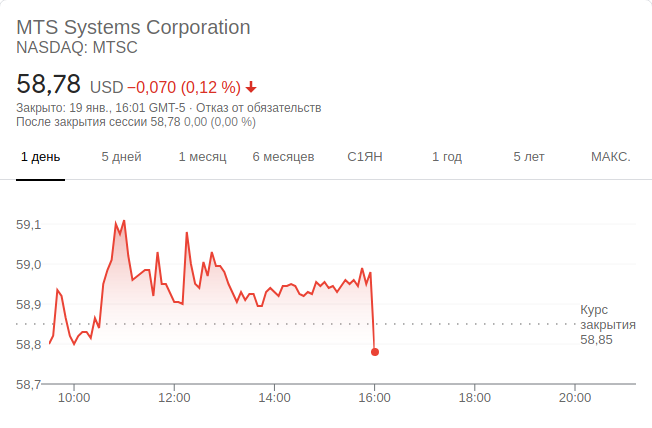 MTS Systems Corporation
NASDAQ: MTSC
58,78 USD −0,070 (0,12 %)
Закрыто: 19 янв., 16:01 GMT-5 · Отказ от обязательств
После закрытия сессии 58,78 0,00 (0,00 %)
1 день 5 дней 1 месяц 6 месяцев С1ЯН 1 год 5 лет МАКС.
59,1
59,0
58,9
58,8
58,7
Курс
закрытия
58,85
10:00 12:00 14:00 16:00 18:00 20:00